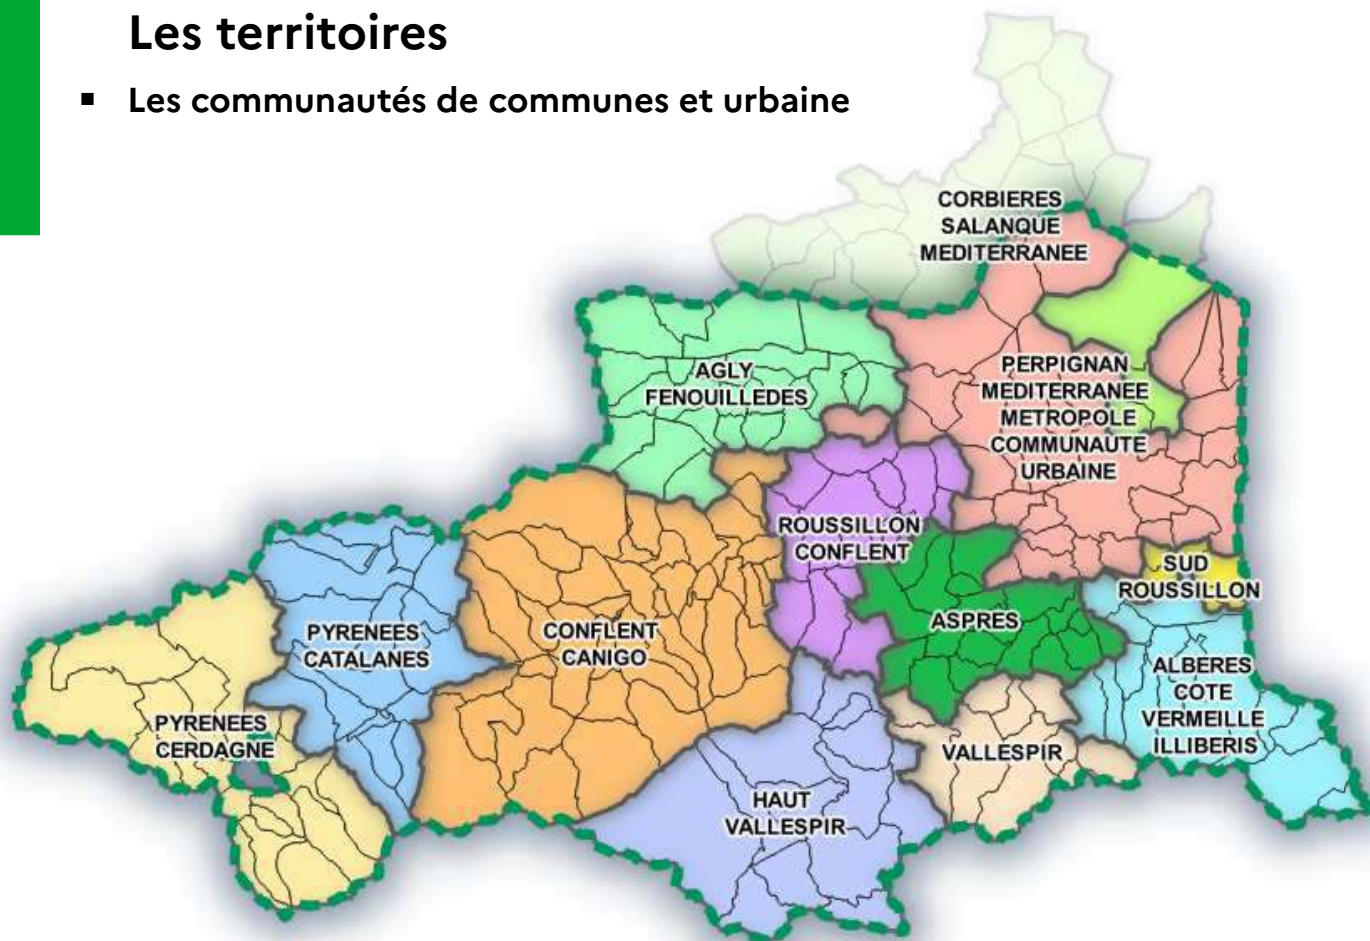 Les territoires
▪ Les communautés de communes et urbaine
CORBIERES
SALANQUE
MEDITERRANEE
AGLY
FENOUILLEDES
PERPIGNAN
MEDITERRANEE
METROPOLE
COMMUNAUTE
URBAINE
ROUSSILLON
CONFLENT
SUD
ROUSSILLON
ASPRES
PYRENEES
CATALANES
CONFLENT
CANIGO
ALBERES
COTE
VERMEILLE
ILLIBERIS
PYRENEES
CERDAGNE
VALLESPIR
HAUT
VALLESPIR